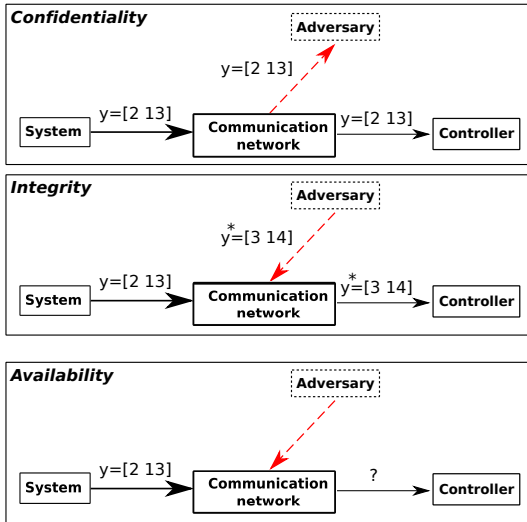 Confidentiality
Adversary
y=[2 13]
y=[2 13]
y=[2 13]
System
Communication
network
Controller
Integrity
Adversary
*
y=[3 14]
y=[2 13]
*
y=[3 14]
System
Communication
network
Controller
Availability
Adversary
y=[2 13]
?
System
Communication
network
Controller